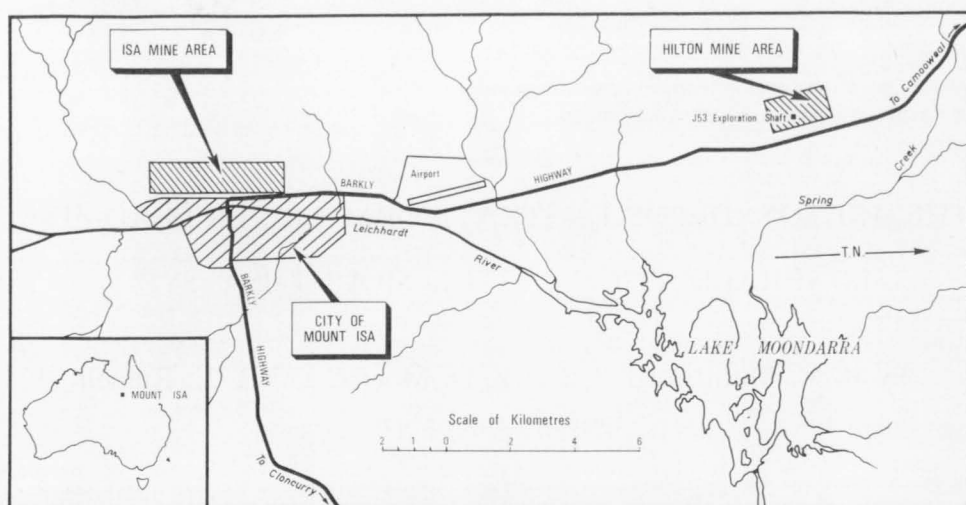 ISA MINE AREA
HILTON MINE AREA
To Camooweal
J53 Exploration Shaft
BARKLY
Airport
HIGHWAY
Creek
Spring
Leichhardt
River
T.N.
BARKLY
CITY OF
MOUNT ISA
HIGHWAY
LAKE MOONDARRA
MOUNT ISA
Scale of Kilometres
2 1 0 2 4 6
To Cloncurry